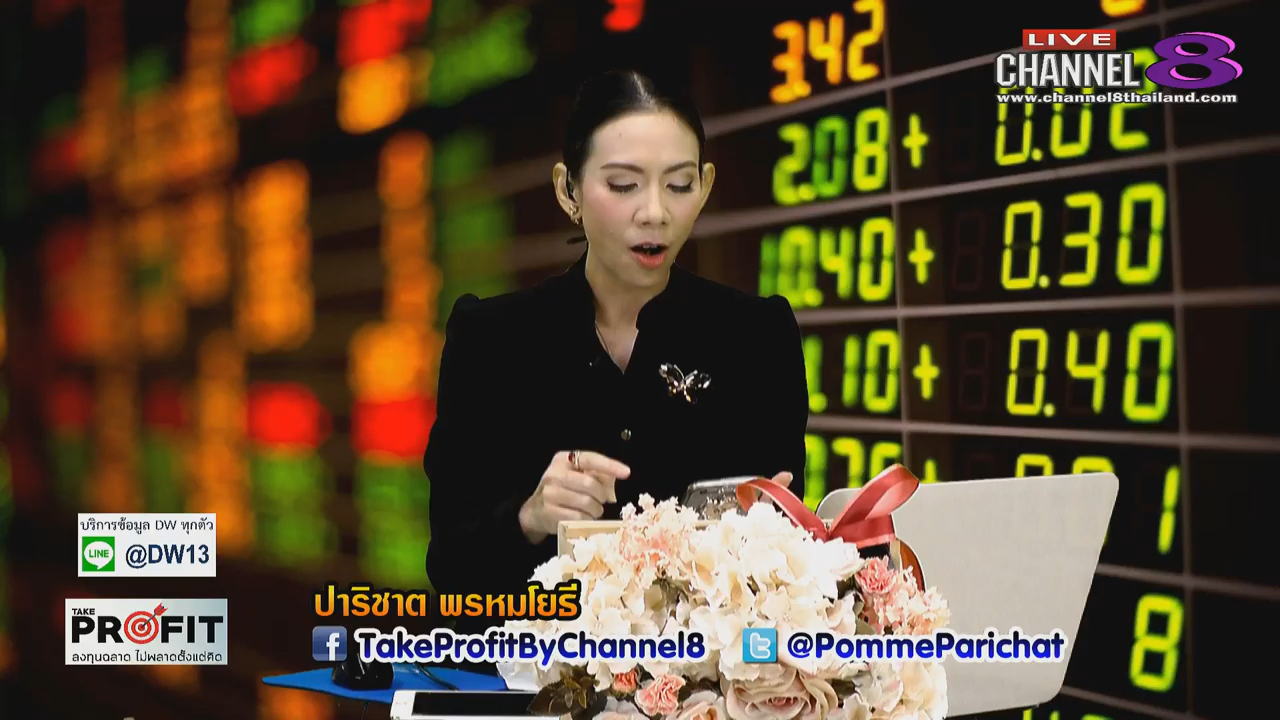 LIVE
CHANNEL 8
www.channel8thailand.com
3.42
2.08 + 0.02
10.40 + 0.30
.10 + 0.40
1
8
บริการข้อมูล DW ทุกตัว
LINE @DW13
TAKE
PROFIT
ลงทุนฉลาด ไม่พลาดตั้งแต่คิด
ปาริชาต พรหมโยธี
f TakeProfitByChannel8
t @PommeParichat